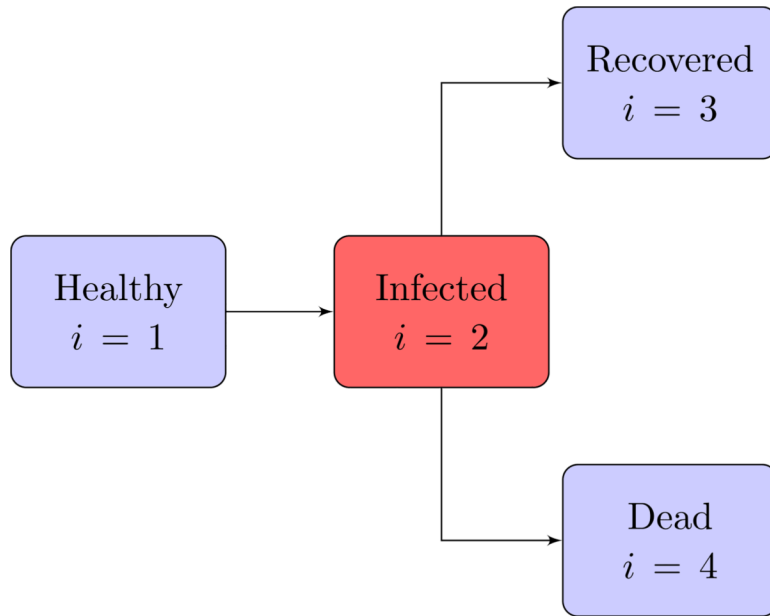 Recovered
i = 3
Healthy
i = 1
Infected
i = 2
Dead
i = 4